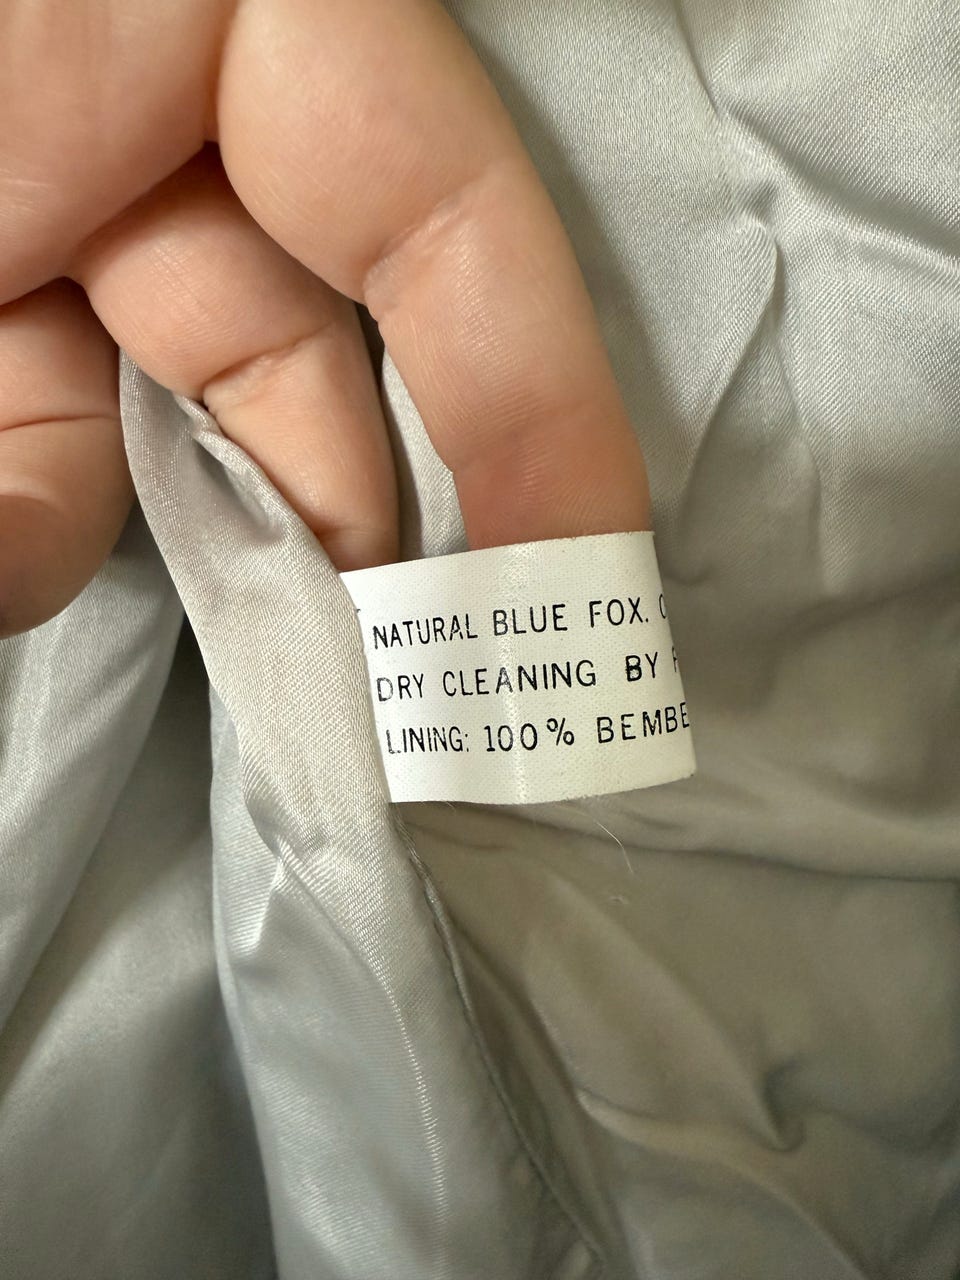 NATURAL BLUE FOX.
DRY CLEANING BY
LINING: 100% BEMBE